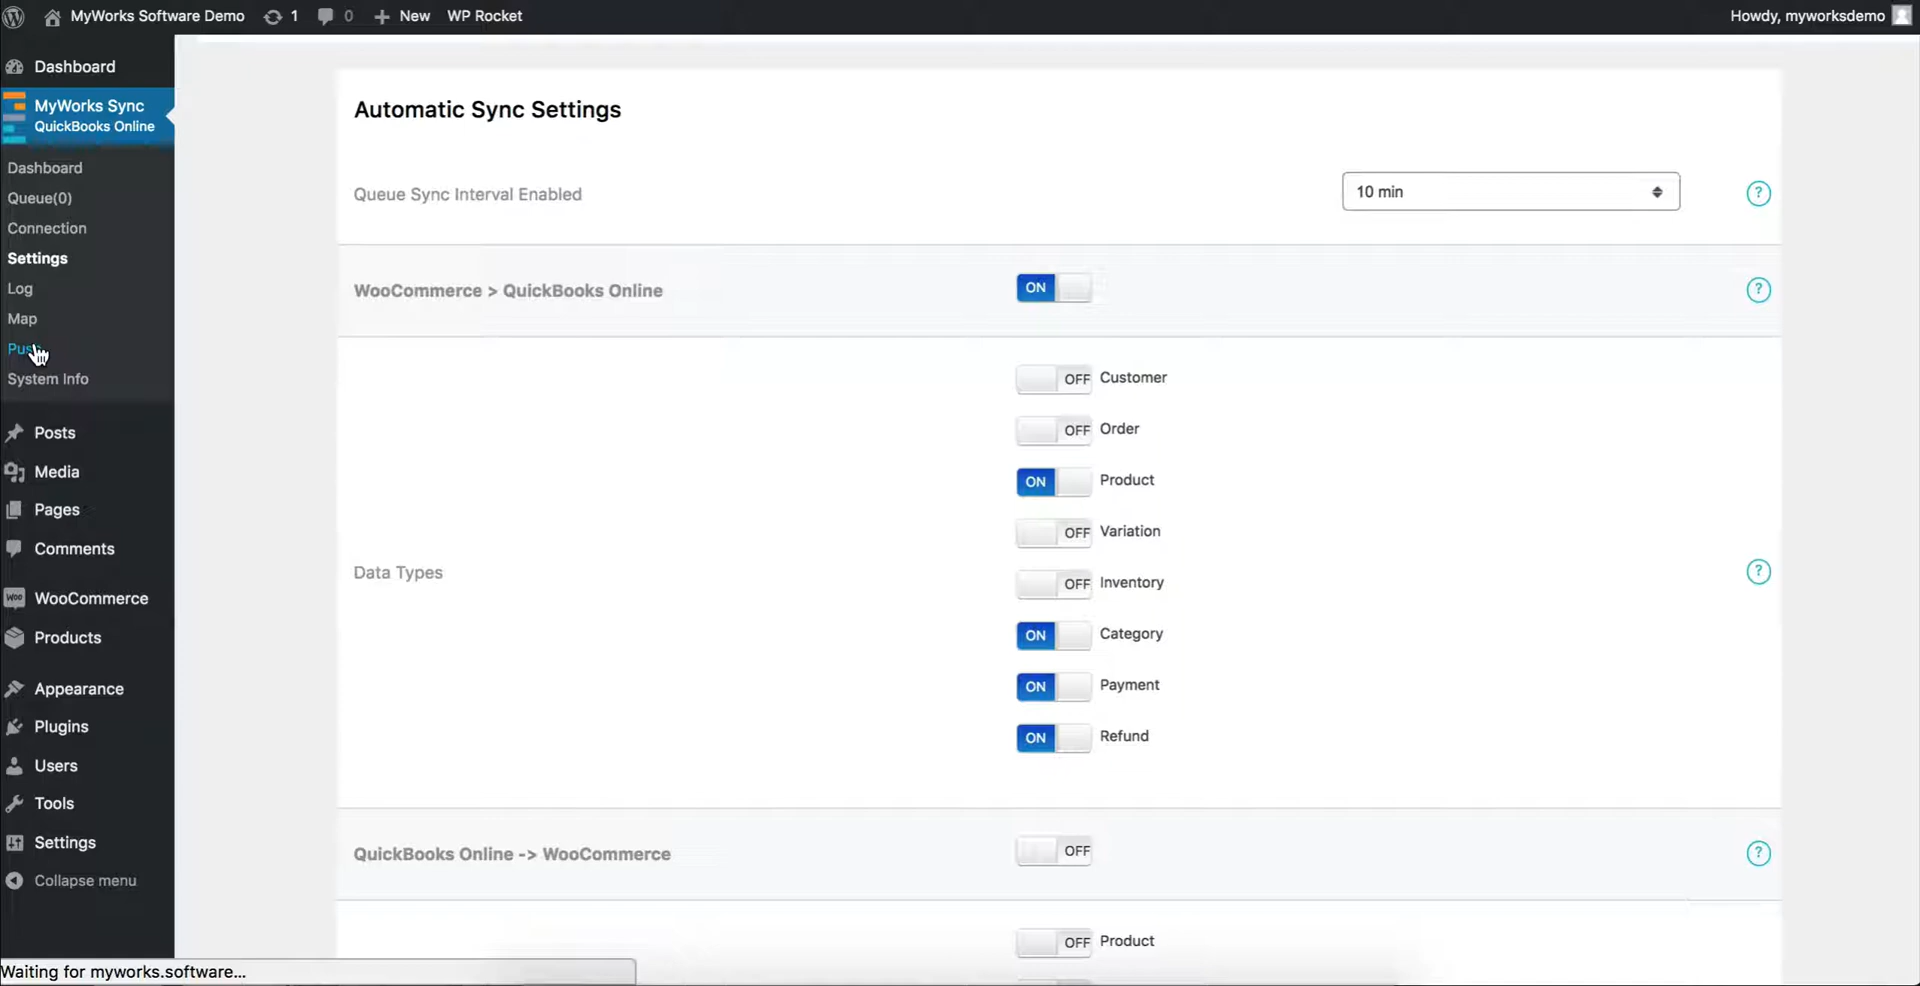 MyWorks Software Demo 1 0 New WP Rocket Howdy, myworksdemo
Dashboard
MyWorks Sync
QuickBooks Online
Dashboard
Queue(0)
Connection
Settings
Log
Map
System Info
Posts
Media
Pages
Comments
Woo WooCommerce
Products
Appearance
Plugins
Users
Tools
Settings
Collapse menu
Waiting for myworks.software...
Automatic Sync Settings
Queue Sync Interval Enabled 10 min ?
WooCommerce > QuickBooks Online ON ?
OFF Customer
OFF Order
ON Product
OFF Variation
Data Types ?
OFF Inventory
ON Category
ON Payment
ON Refund
QuickBooks Online -> WooCommerce OFF ?
OFF Product